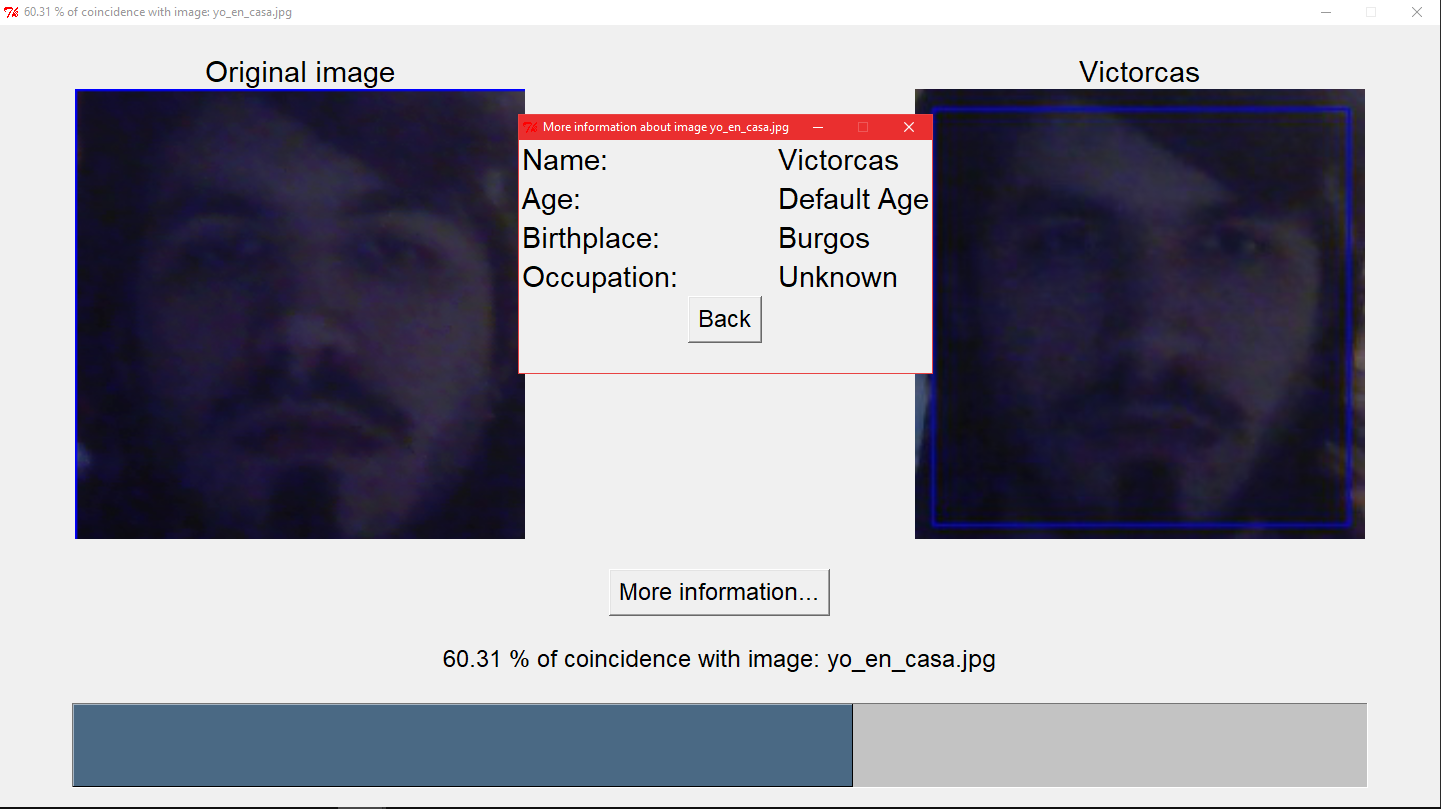 60.31 % of coincidence with image: yo_en_casa.jpg
Original image
Victorcas
More information about image yo_en_casa.jpg
Name: Victorcas
Age: Default Age
Birthplace: Burgos
Occupation: Unknown
Back
More information...
60.31 % of coincidence with image: yo_en_casa.jpg